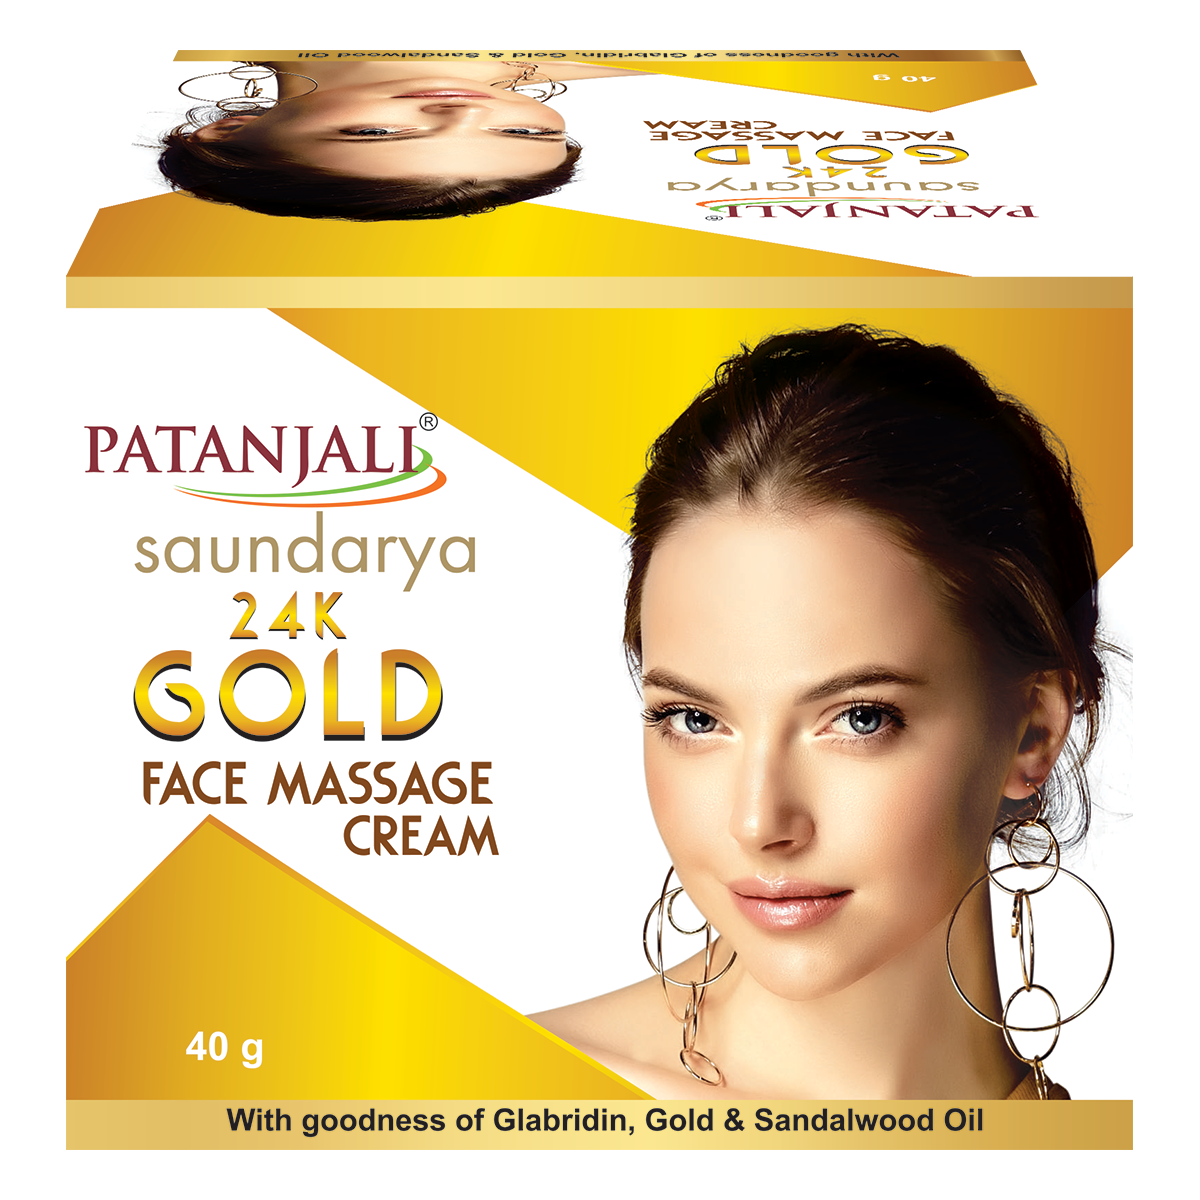 With goodness of Glabridin, Gold & Sandalwood Oil
40 g
FACE MASSAGE
CREAM
GOLD
24K
saundarya
PATANJALI®
PATANJALI®
saundarya
24K
GOLD
FACE MASSAGE
CREAM
40 g
With goodness of Glabridin, Gold & Sandalwood Oil